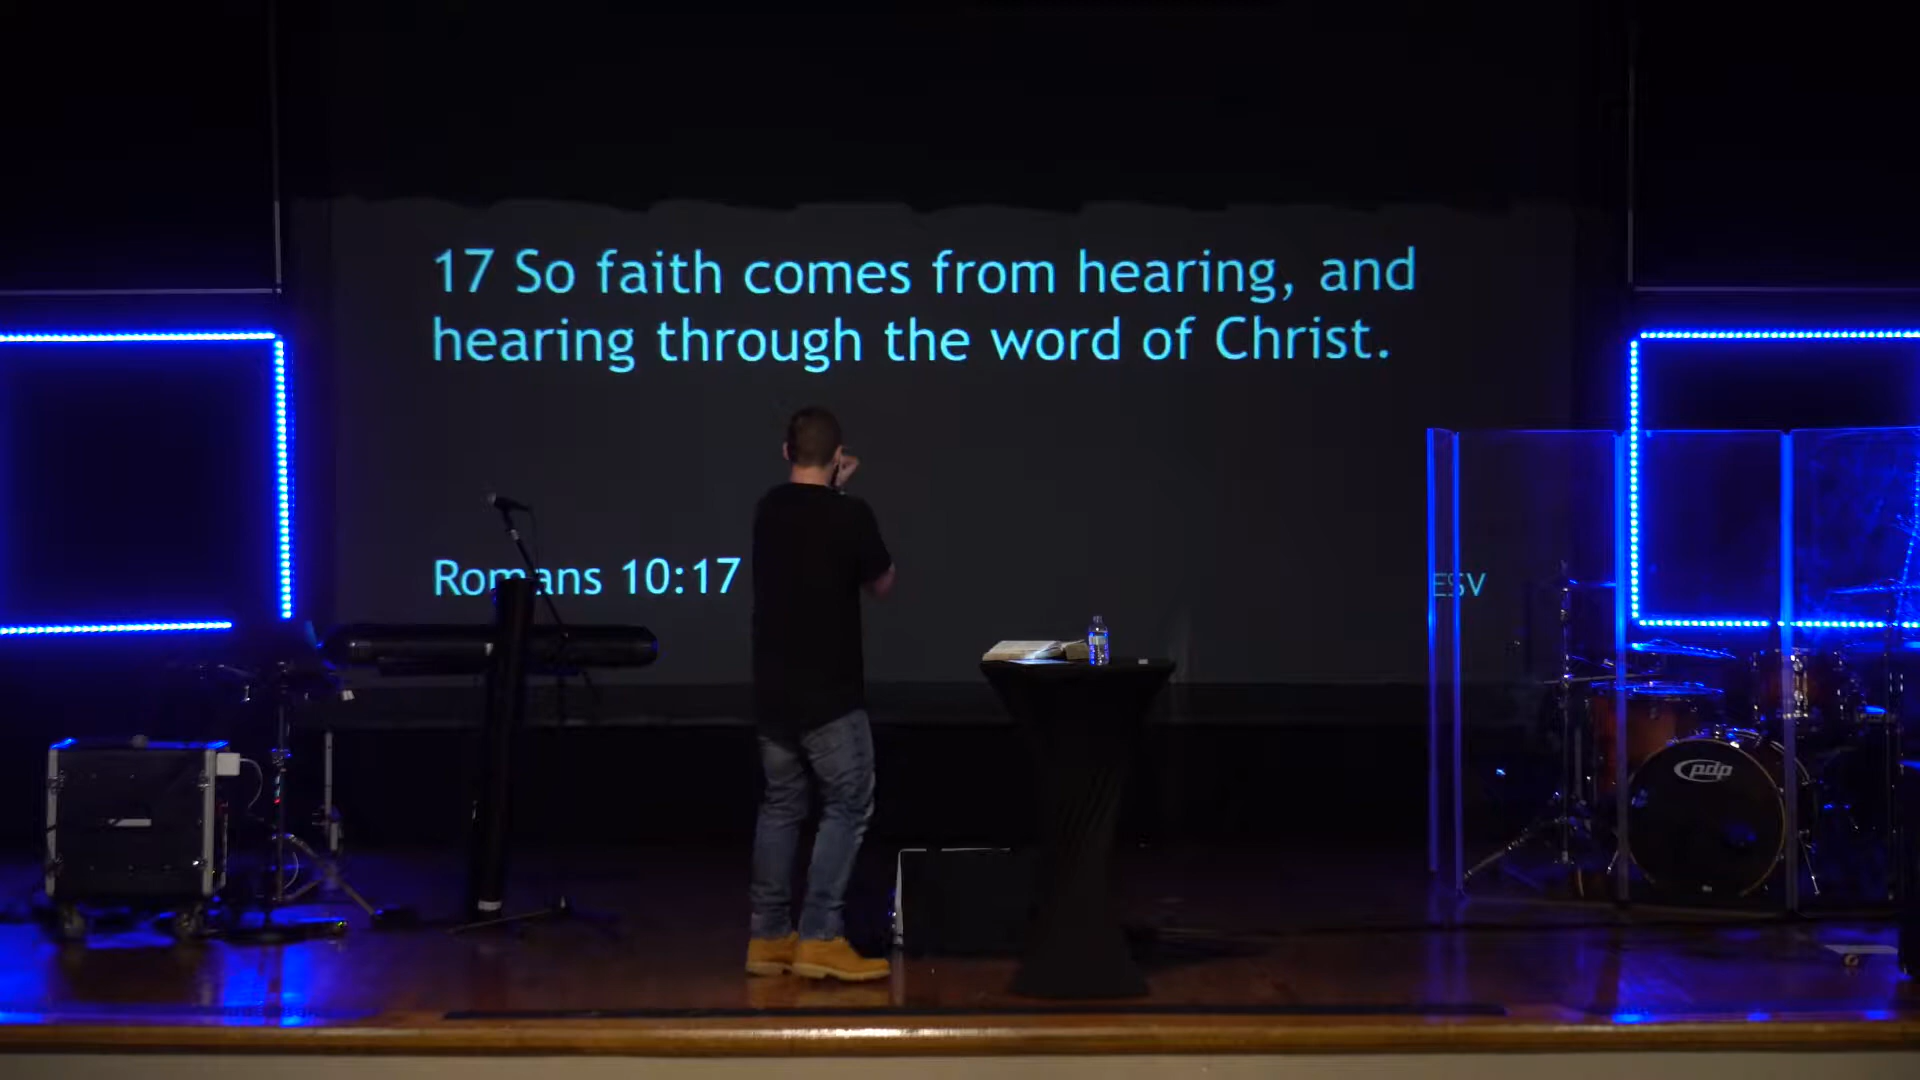 17 So faith comes from hearing, and
hearing through the word of Christ.
Romans 10:17
ESV
pdp